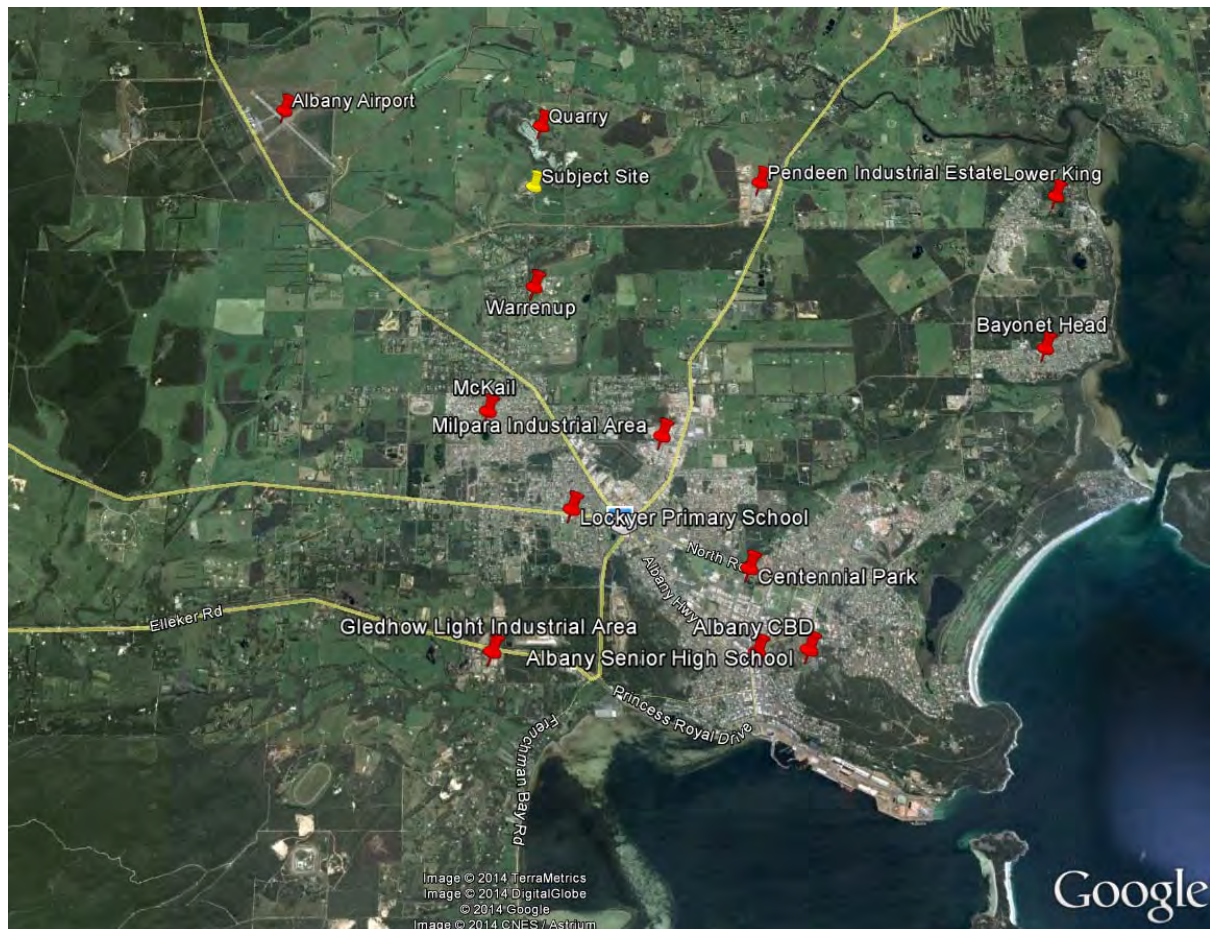 Albany Airport
Quarry
Subject Site
Pendeen Industrial Estate
Lower King
Warrenup
Bayonet Head
McKail
Milpara Industrial Area
Lockyer Primary School
North R
Centennial Park
Albany Hwy
Elleker Rd
Gledhow Light Industrial Area
Albany CBD
Albany Senior High School
Princess Royal Drive
Frenchman Bay Rd
Image © 2014 TerraMetrics
Image © 2014 DigitalGlobe
© 2014 Google
Image © 2014 CNES / Astrium
Google